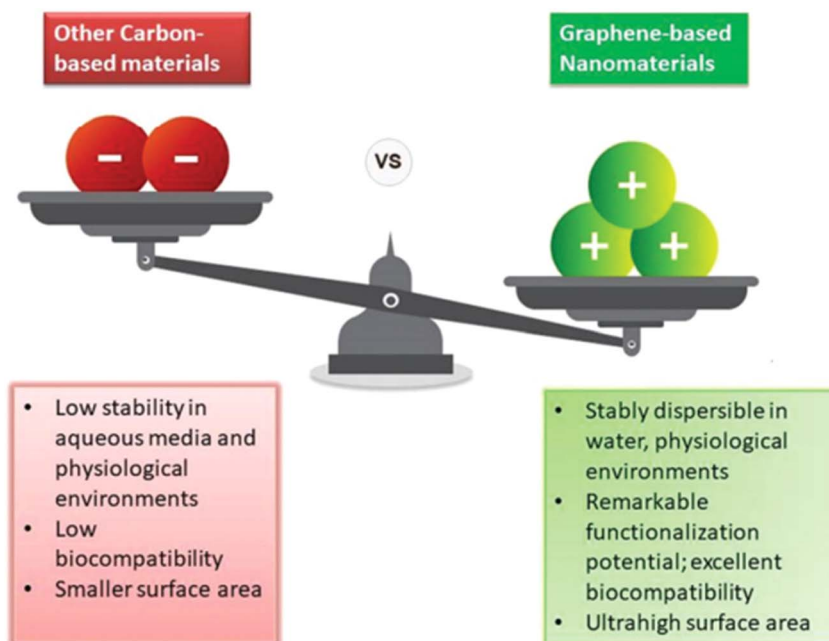 Other Carbon-
based materials
Graphene-based
Nanomaterials
VS
• Low stability in
aqueous media and
physiological
environments
• Low
biocompatibility
• Smaller surface area
• Stably dispersible in
water, physiological
environments
• Remarkable
functionalization
potential; excellent
biocompatibility
• Ultrahigh surface area